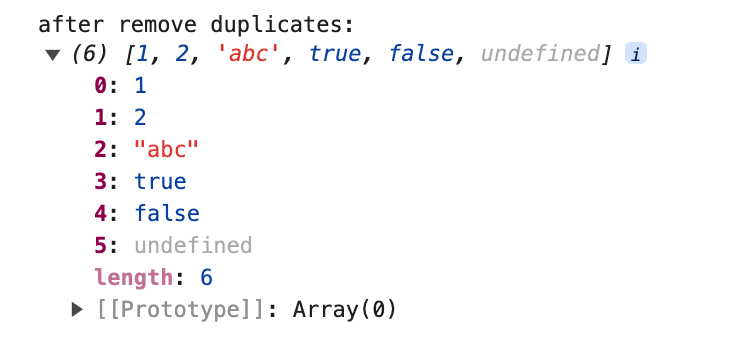 after remove duplicates:
▼ (6) [1, 2, 'abc', true, false, undefined] i
0: 1
1: 2
2: "abc"
3: true
4: false
5: undefined
length: 6
▶ [[Prototype]]: Array(0)